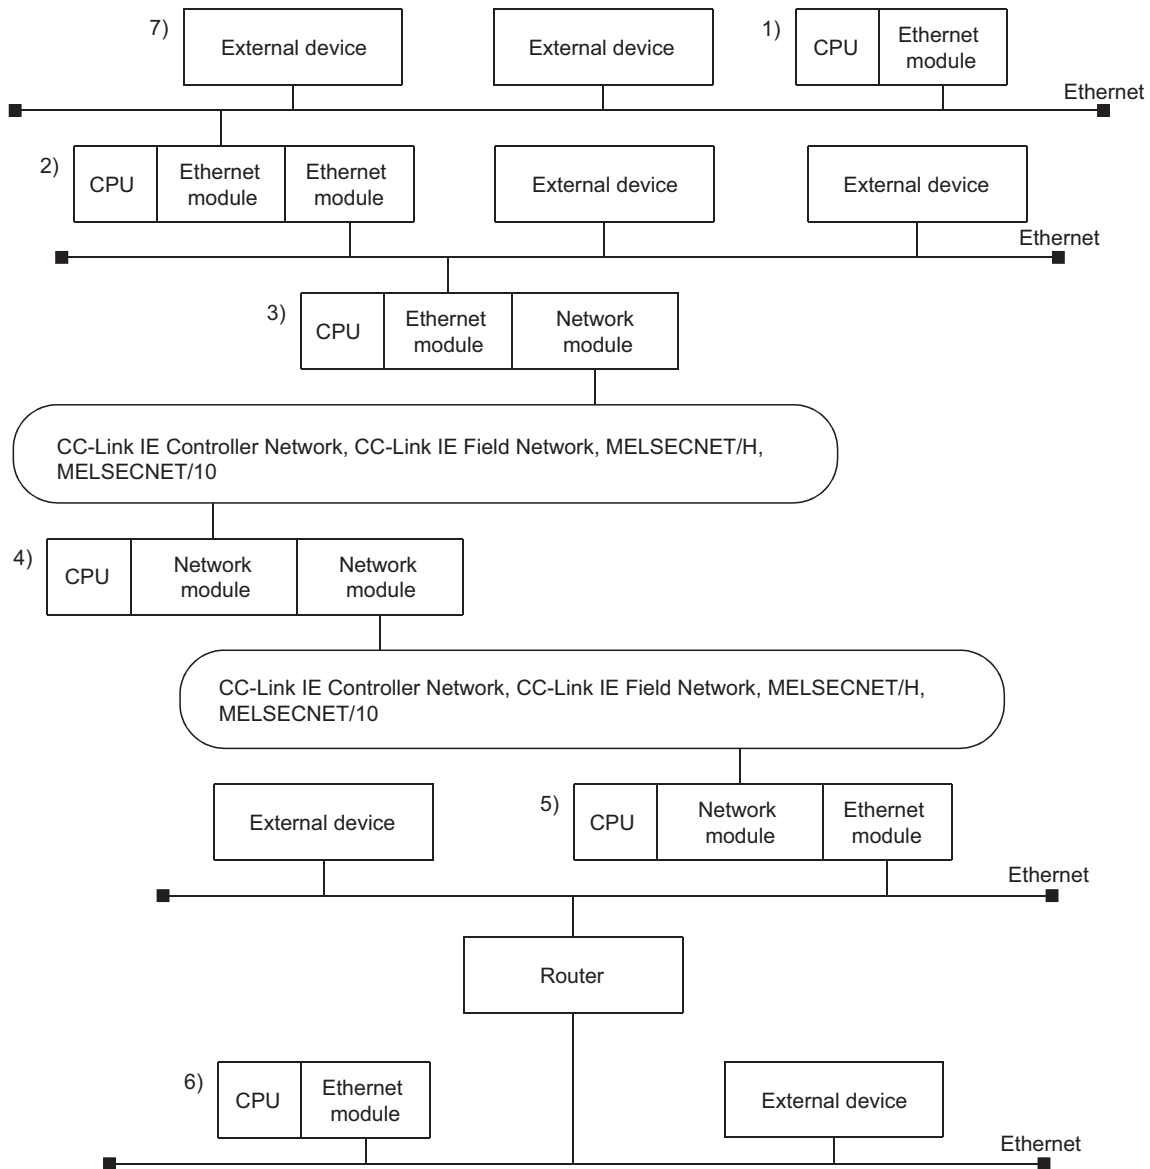 7)
External device
External device
1)
CPU
Ethernet
module
Ethernet
2)
CPU
Ethernet
module
Ethernet
module
External device
External device
Ethernet
3)
CPU
Ethernet
module
Network
module
CC-Link IE Controller Network, CC-Link IE Field Network, MELSECNET/H,
MELSECNET/10
4)
CPU
Network
module
Network
module
CC-Link IE Controller Network, CC-Link IE Field Network, MELSECNET/H,
MELSECNET/10
External device
5)
CPU
Network
module
Ethernet
module
Ethernet
Router
6)
CPU
Ethernet
module
External device
Ethernet